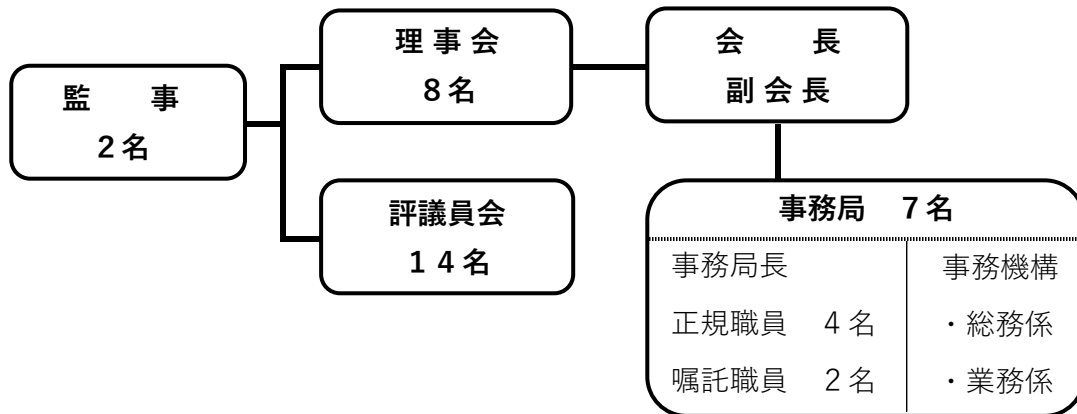 監　　事
２名
理 事 会
８名
評議員会
１４名
会　　長
副 会 長
事務局　７名
事務局長
正規職員　４名
嘱託職員　２名
事務機構
・総務係
・業務係